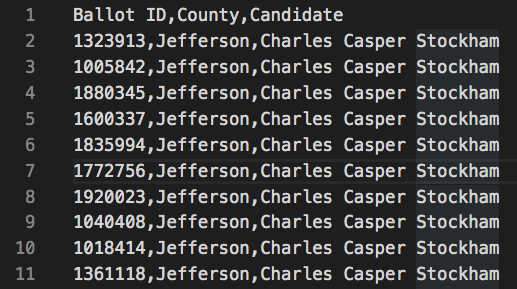 1 Ballot ID,County,Candidate
2 1323913,Jefferson,Charles Casper Stockham
3 1005842,Jefferson,Charles Casper Stockham
4 1880345,Jefferson,Charles Casper Stockham
5 1600337,Jefferson,Charles Casper Stockham
6 1835994,Jefferson,Charles Casper Stockham
7 1772756,Jefferson,Charles Casper Stockham
8 1920023,Jefferson,Charles Casper Stockham
9 1040408,Jefferson,Charles Casper Stockham
10 1018414,Jefferson,Charles Casper Stockham
11 1361118,Jefferson,Charles Casper Stockham